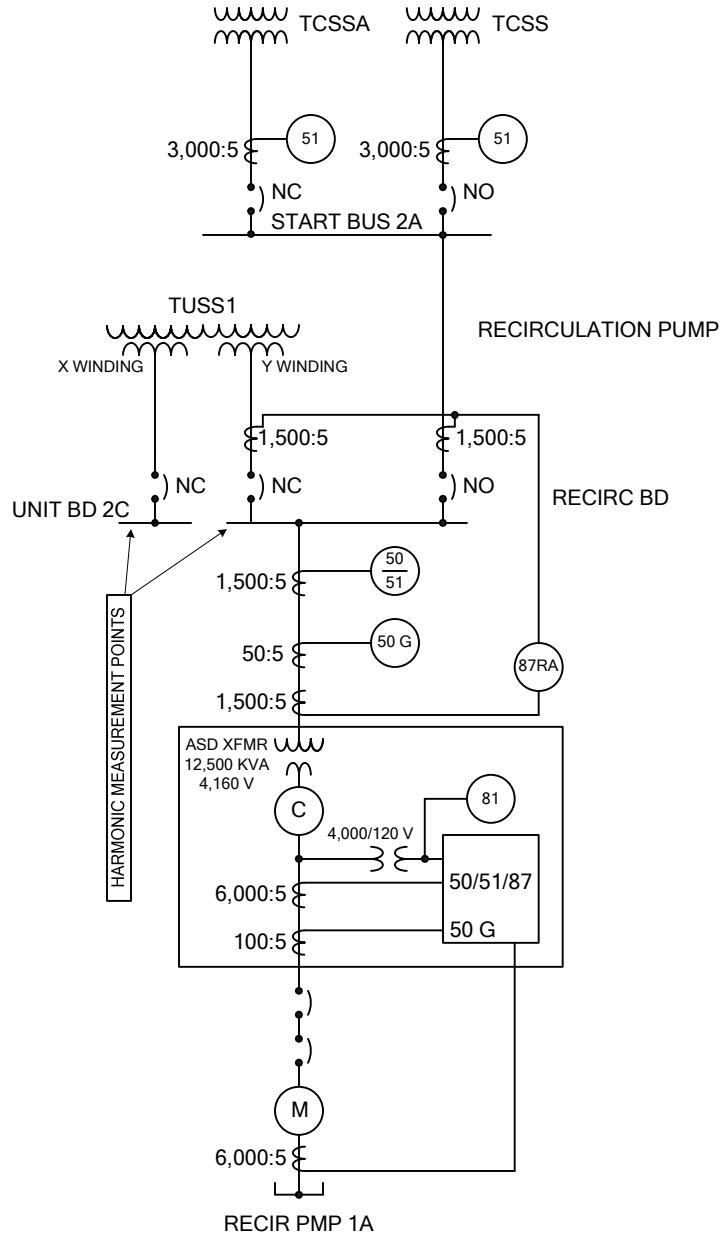 TCSSA
TCSS
51
51
3,000:5
3,000:5
NC
NO
START BUS 2A
TUSS1
RECIRCULATION PUMP
X WINDING
Y WINDING
1,500:5
1,500:5
NC
NC
NO
RECIRC BD
UNIT BD 2C
50
51
1,500:5
HARMONIC MEASUREMENT POINTS
50 G
50:5
87RA
1,500:5
ASD XFMR
12,500 KVA
4,160 V
C
81
4,000/120 V
50/51/87
6,000:5
50 G
100:5
M
6,000:5
RECIR PMP 1A